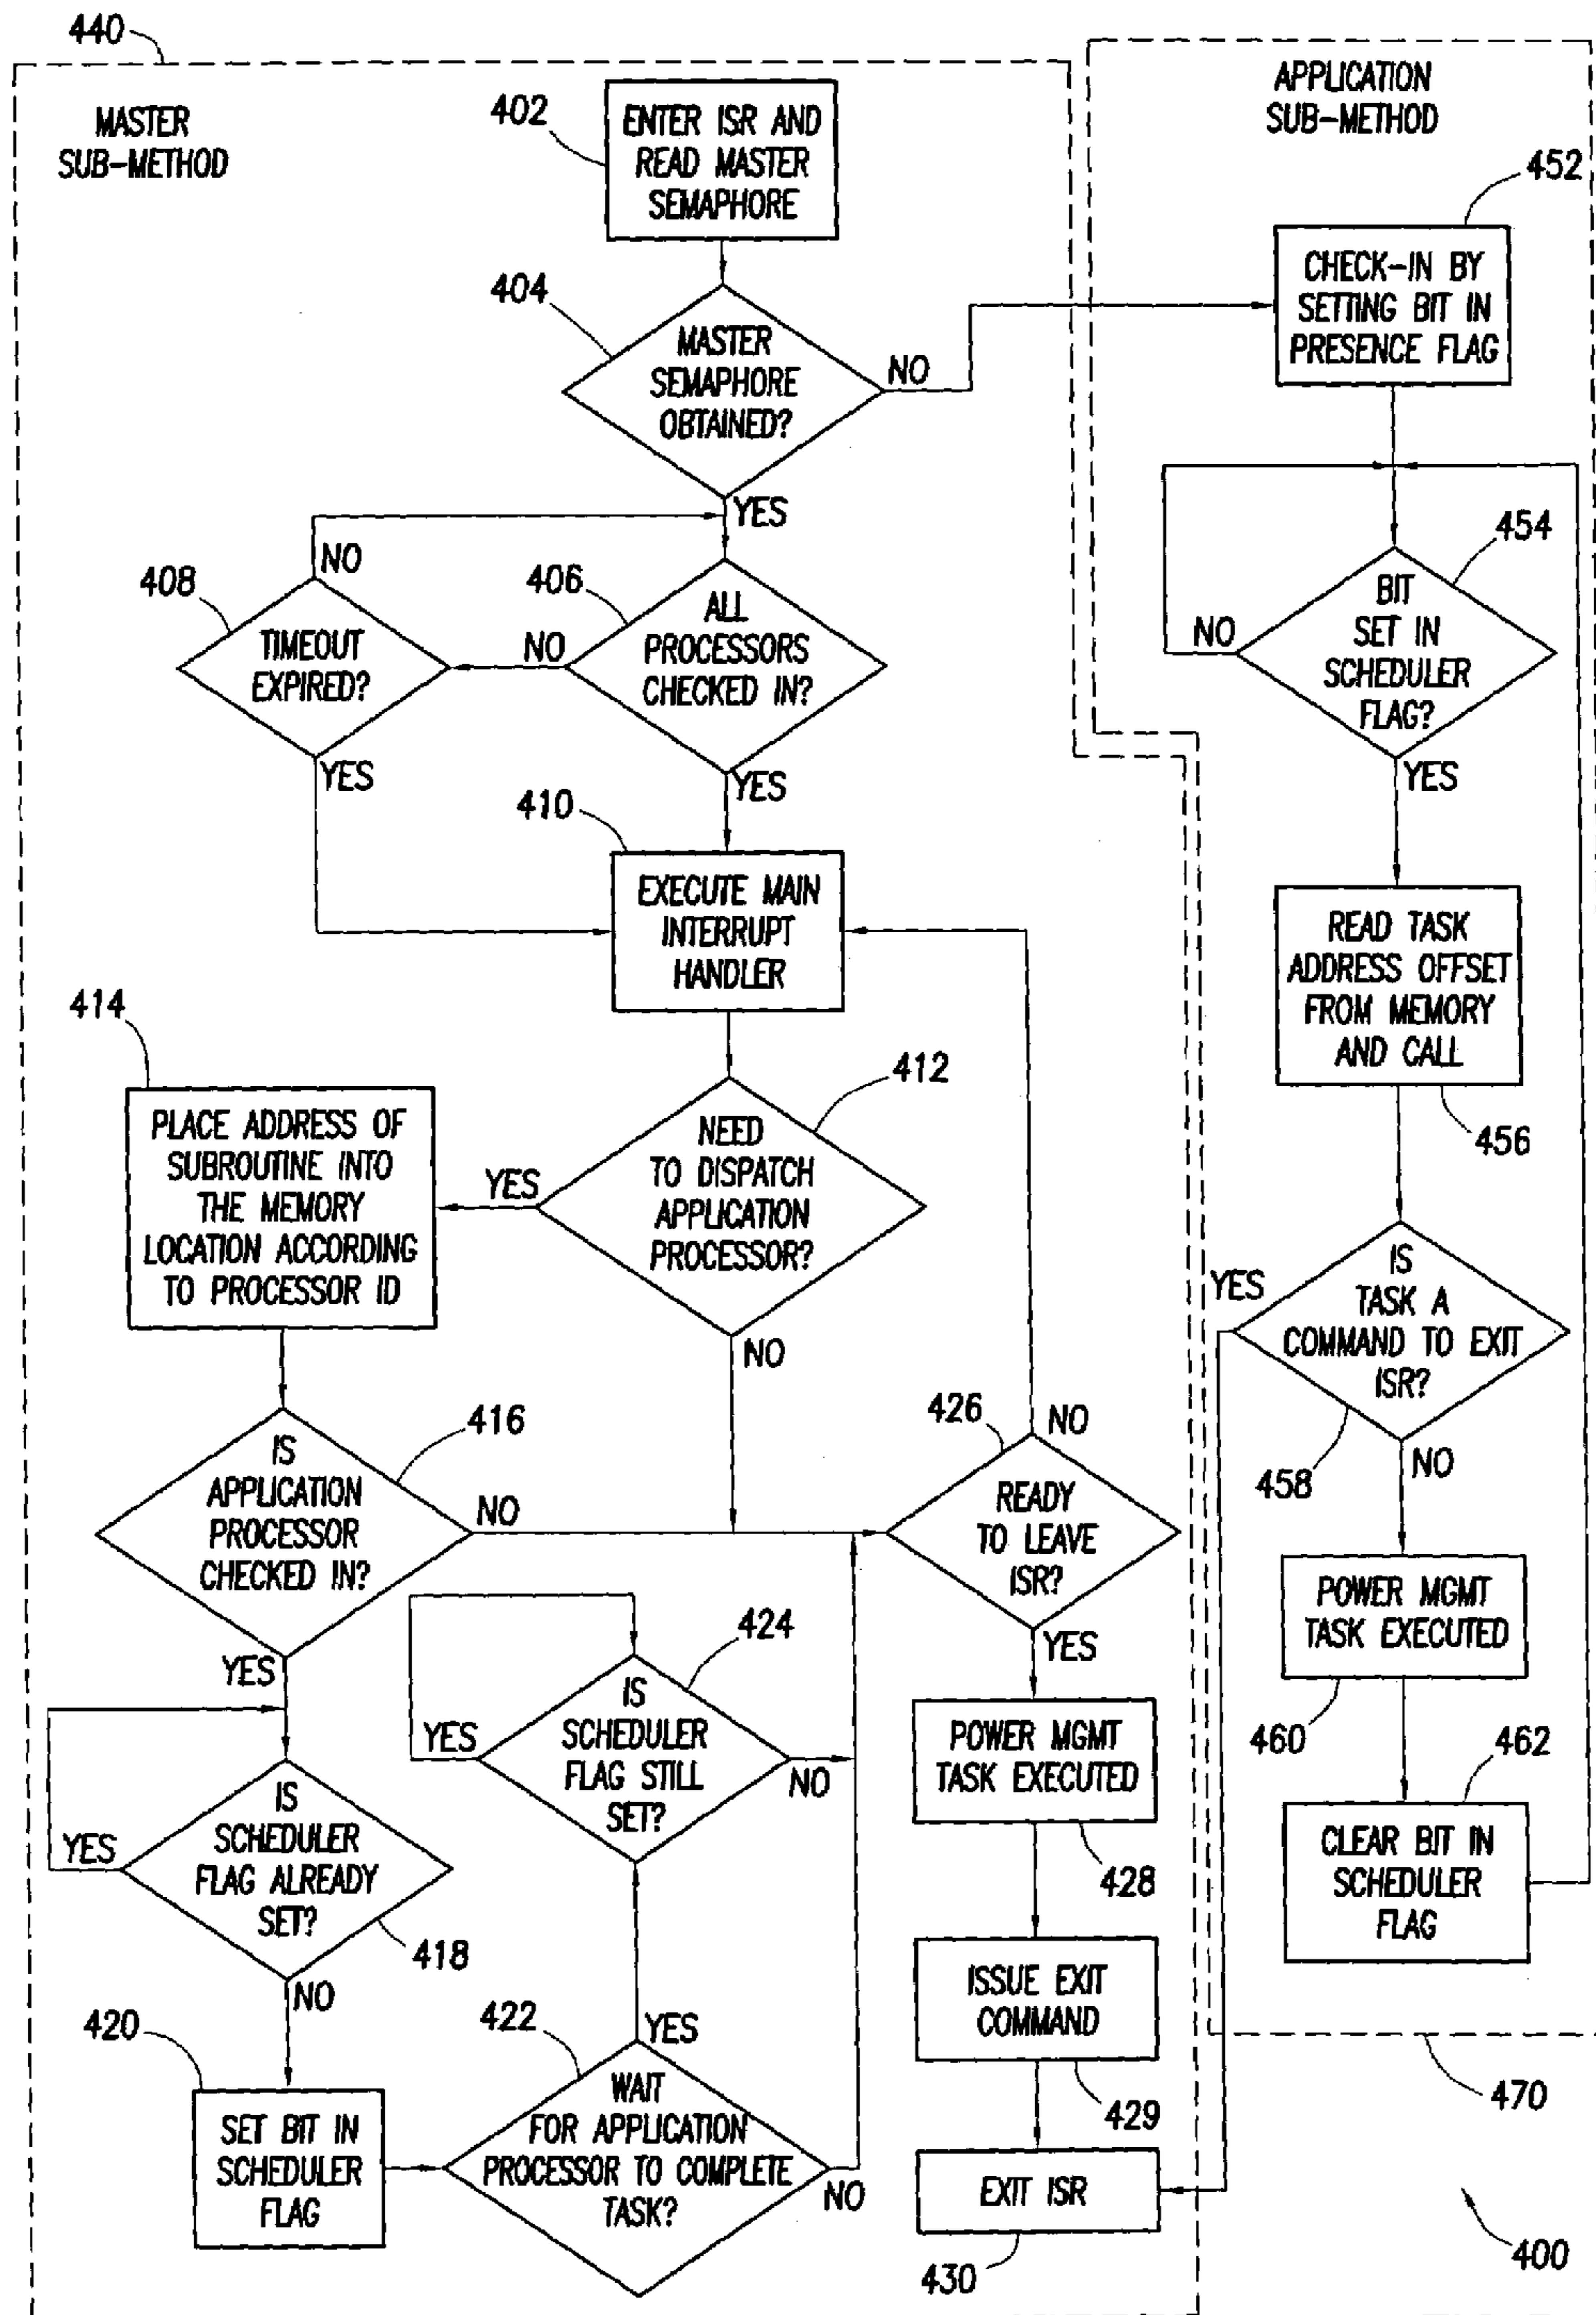 440
MASTER
SUB-METHOD
402
ENTER ISR AND
READ MASTER
SEMAPHORE
404
MASTER
SEMAPHORE
OBTAINED?
NO
YES
408
NO
TIMEOUT
EXPIRED?
YES
406
NO
ALL
PROCESSORS
CHECKED IN?
YES
410
EXECUTE MAIN
INTERRUPT
HANDLER
412
NEED
TO DISPATCH
APPLICATION
PROCESSOR?
YES
NO
414
PLACE ADDRESS OF
SUBROUTINE INTO
THE MEMORY
LOCATION ACCORDING
TO PROCESSOR ID
416
IS
APPLICATION
PROCESSOR
CHECKED IN?
NO
YES
IS
SCHEDULER
FLAG ALREADY
SET?
YES
418
NO
420
SET BIT IN
SCHEDULER
FLAG
422
WAIT
FOR APPLICATION
PROCESSOR TO COMPLETE
TASK?
YES
NO
424
IS
SCHEDULER
FLAG STILL
SET?
YES
NO
426
NO
READY
TO LEAVE
ISR?
YES
POWER MGMT
TASK EXECUTED
428
ISSUE EXIT
COMMAND
429
EXIT ISR
430
APPLICATION
SUB-METHOD
452
CHECK-IN BY
SETTING BIT IN
PRESENCE FLAG
454
BIT
SET IN
SCHEDULER
FLAG?
NO
YES
READ TASK
ADDRESS OFFSET
FROM MEMORY
AND CALL
456
YES
IS
TASK A
COMMAND TO EXIT
ISR?
458
NO
POWER MGMT
TASK EXECUTED
460
462
CLEAR BIT IN
SCHEDULER
FLAG
470
400